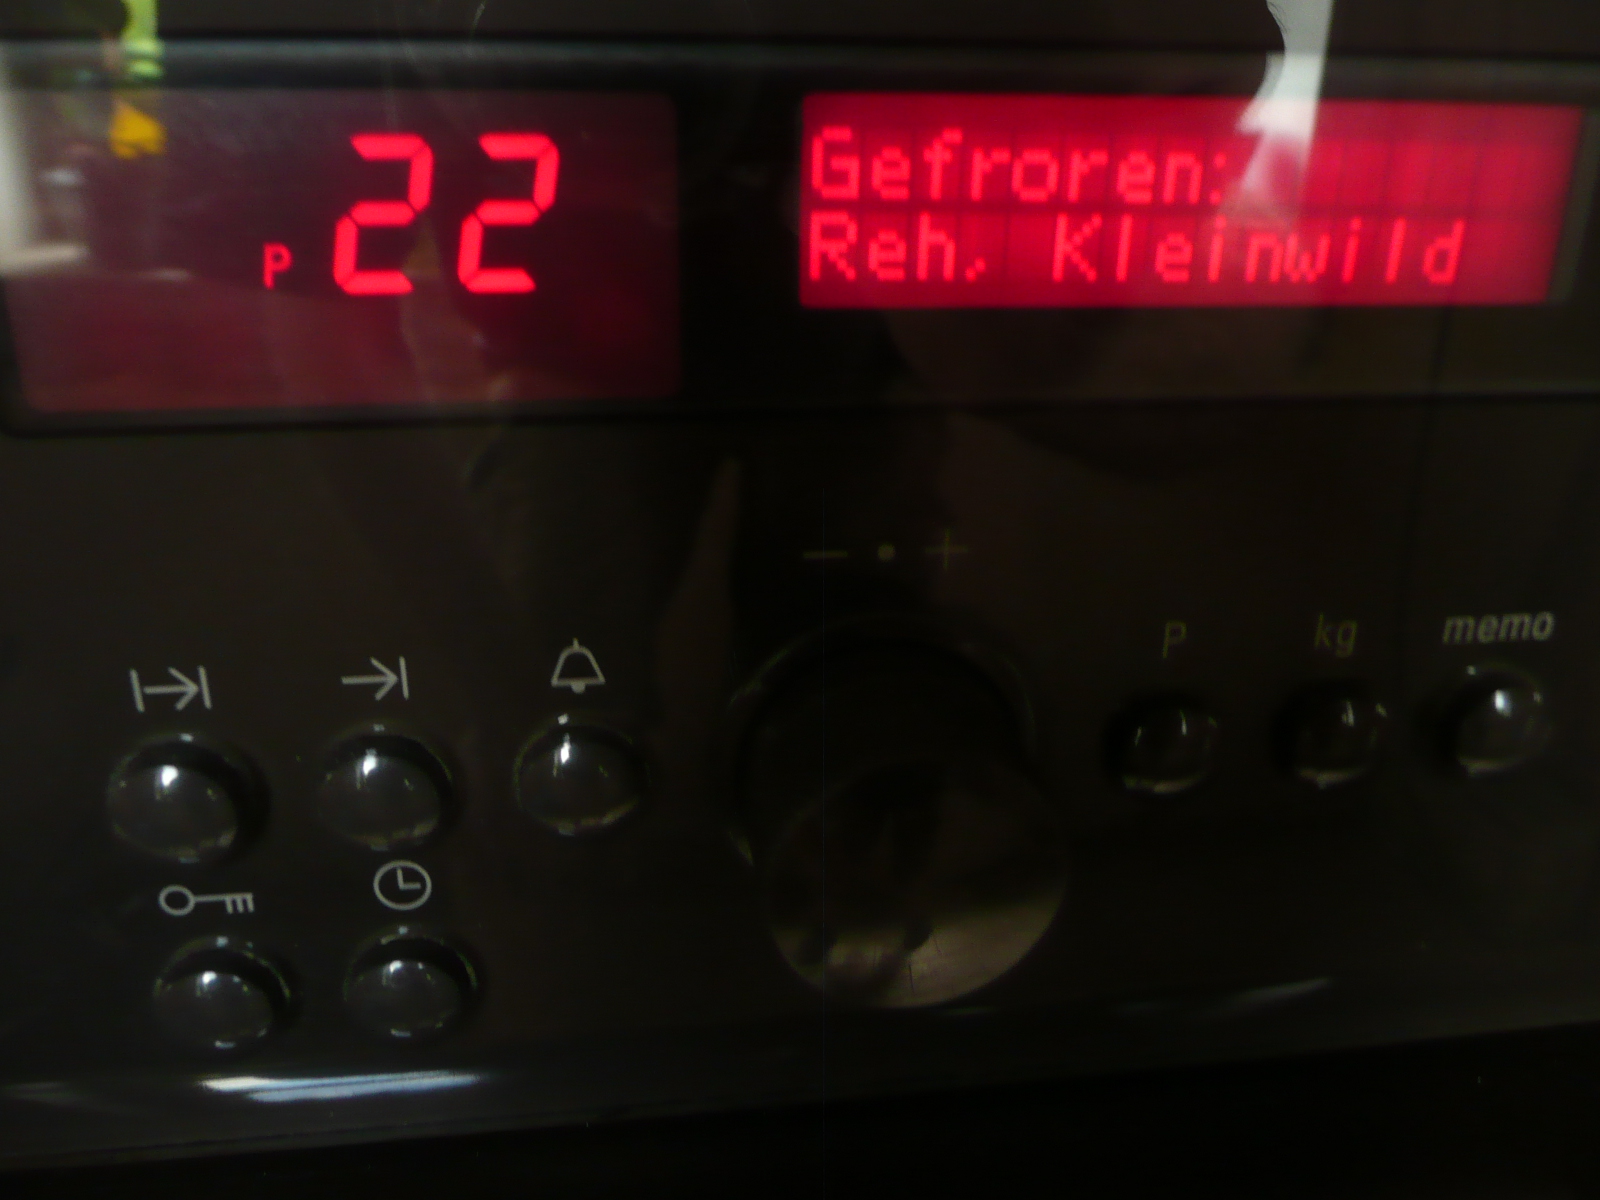 P 22
Gefroren:
Reh, Kleinwild
− • +
P kg memo